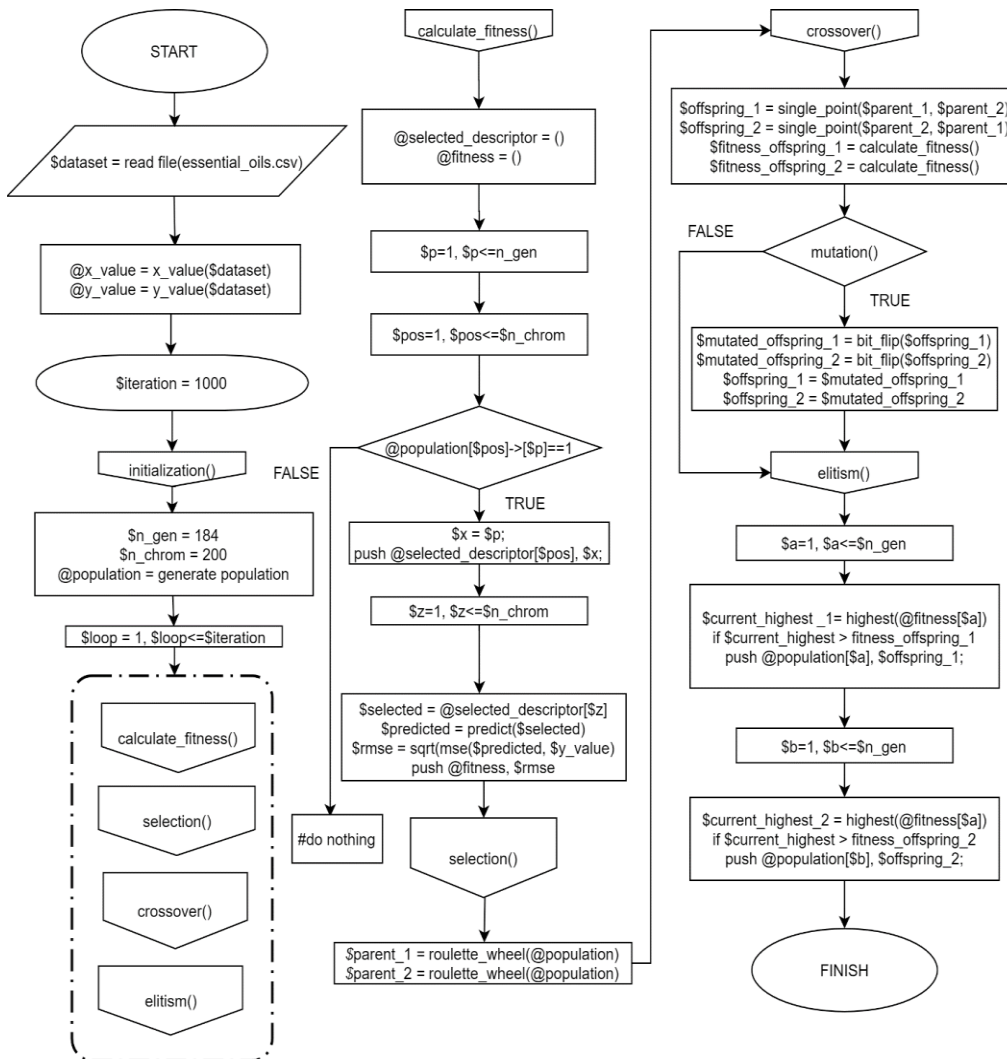 START
$dataset = read file(essential_oils.csv)
@x_value = x_value($dataset)
@y_value = y_value($dataset)
$iteration = 1000
initialization()
$n_gen = 184
$n_chrom = 200
@population = generate population
$loop = 1, $loop<=$iteration
calculate_fitness()
selection()
crossover()
elitism()
calculate_fitness()
@selected_descriptor = ()
@fitness = ()
$p=1, $p<=n_gen
$pos=1, $pos<=$n_chrom
@population[$pos]->[$p]==1
FALSE
TRUE
$x = $p;
push @selected_descriptor[$pos], $x;
$z=1, $z<=$n_chrom
$selected = @selected_descriptor[$z]
$predicted = predict($selected)
$rmse = sqrt(mse($predicted, $y_value)
push @fitness, $rmse
#do nothing
selection()
$parent_1 = roulette_wheel(@population)
$parent_2 = roulette_wheel(@population)
crossover()
$offspring_1 = single_point($parent_1, $parent_2)
$offspring_2 = single_point($parent_2, $parent_1)
$fitness_offspring_1 = calculate_fitness()
$fitness_offspring_2 = calculate_fitness()
FALSE
mutation()
TRUE
$mutated_offspring_1 = bit_flip($offspring_1)
$mutated_offspring_2 = bit_flip($offspring_2)
$offspring_1 = $mutated_offspring_1
$offspring_2 = $mutated_offspring_2
elitism()
$a=1, $a<=$n_gen
$current_highest _1= highest(@fitness[$a])
if $current_highest > fitness_offspring_1
push @population[$a], $offspring_1;
$b=1, $b<=$n_gen
$current_highest_2 = highest(@fitness[$a])
if $current_highest > fitness_offspring_2
push @population[$b], $offspring_2;
FINISH